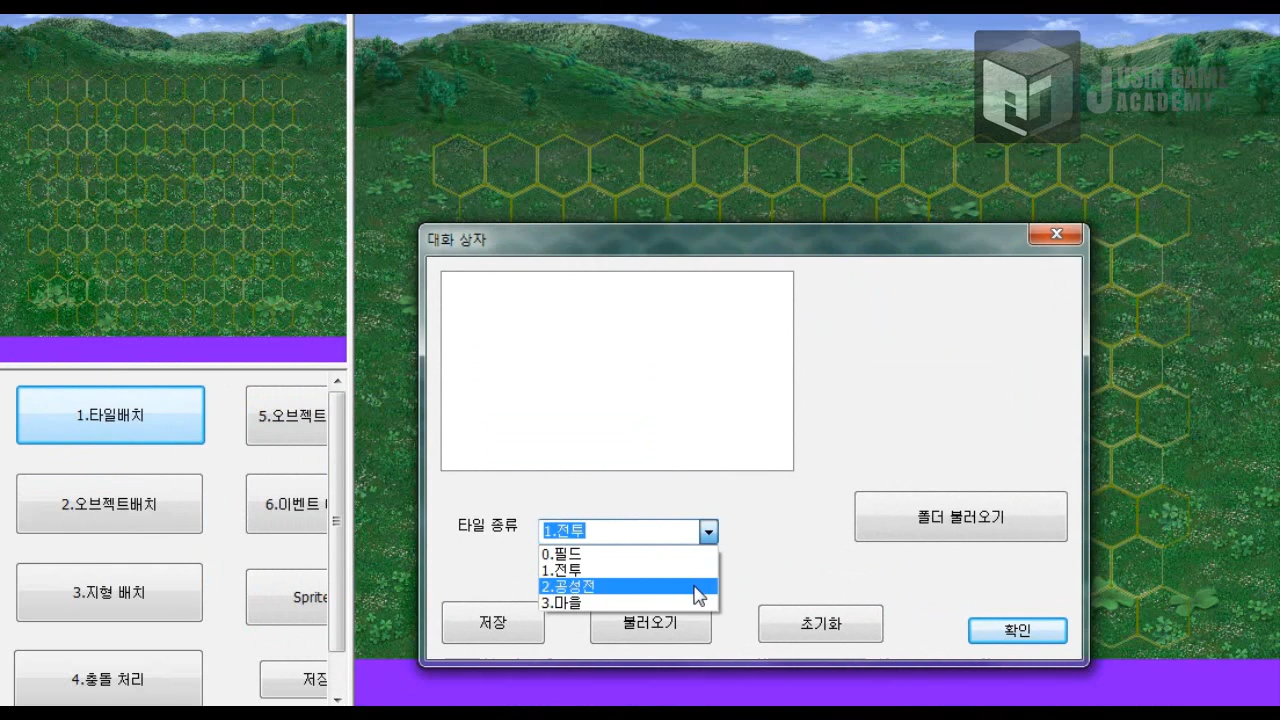 JUSIN GAME
ACADEMY
대화 상자
1.타일배치
5.오브젝트
2.오브젝트배치
6.이벤트
3.지형 배치
Sprite
4.충돌 처리
저장
타일 종류
1.전투
0.필드
1.전투
2.공성전
3.마을
폴더 불러오기
저장
불러오기
초기화
확인